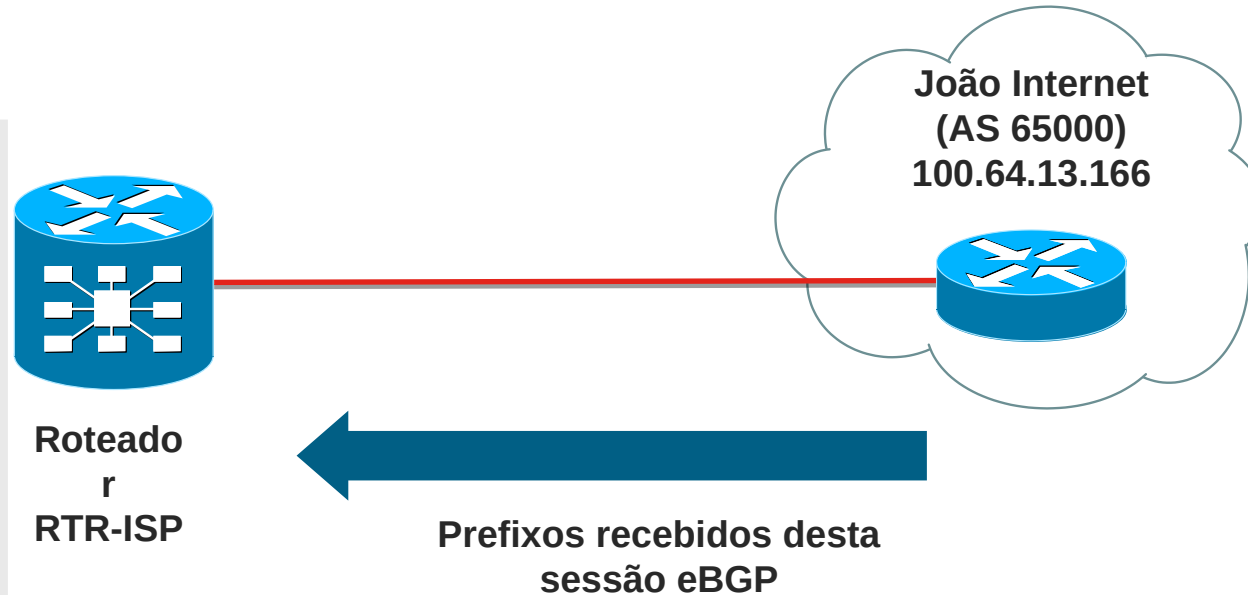 João Internet
(AS 65000)
100.64.13.166
Roteado
r
RTR-ISP
Prefixos recebidos desta
sessão eBGP